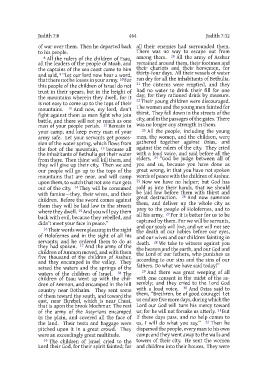 Judith 7:8
464
Judith 7:32
of war over them. Then he departed back
to his people.
8 All the rulers of the children of Esau,
all the leaders of the people of Moab, and
the captains of the sea coast came to him
and said, 9 “Let our lord now hear a word,
that there not be losses in your army. 10 For
this people of the children of Israel do not
trust in their spears, but in the height of
the mountains wherein they dwell, for it
is not easy to come up to the tops of their
mountains. 11 And now, my lord, don’t
fight against them as men fight who join
battle, and there will not so much as one
man of your people perish. 12 Remain in
your camp, and keep every man of your
army safe. Let your servants get possession
of the water spring, which flows from
the foot of the mountain, 13 because all
the inhabitants of Bethulia get their water
from there. Then thirst will kill them, and
they will give up their city. Then we and
our people will go up to the tops of the
mountains that are near, and will camp
upon them, to watch that not one man gets
out of the city. 14 They will be consumed
with famine—they, their wives, and their
children. Before the sword comes against
them they will be laid low in the streets
where they dwell. 15 And you will pay them
back with evil, because they rebelled, and
didn’t meet your face in peace.”
16 Their words were pleasing in the sight
of Holofernes and in the sight of all his
servants; and he ordered them to do as
they had spoken. 17 And the army of the
children of Ammon moved, and with them
five thousand of the children of Asshur,
and they encamped in the valley. They
seized the waters and the springs of the
waters of the children of Israel. 18 The
children of Esau went up with the children
of Ammon, and encamped in the hill
country near Dothaim. They sent some
of them toward the south, and toward the
east, near Ekrebel, which is near Chusi,
that is upon the brook Mochmur. The rest
of the army of the Assyrians encamped
in the plain, and covered all the face of
the land. Their tents and baggage were
pitched upon it in a great crowd. They
were an exceedingly great multitude.
19 The children of Israel cried to the
Lord their God, for their spirit fainted; for
all their enemies had surrounded them.
There was no way to escape out from
among them. 20 All the army of Asshur
remained around them, their footmen and
their chariots and their horsemen, for
thirty-four days. All their vessels of water
ran dry for all the inhabitants of Bethulia.
21 The cisterns were emptied, and they
had no water to drink their fill for one
day; for they rationed drink by measure.
22 Their young children were discouraged.
The women and the young men fainted for
thirst. They fell down in the streets of the
city, and in the passages of the gates. There
was no longer any strength in them.
23 All the people, including the young
men, the women, and the children, were
gathered together against Ozias, and
against the rulers of the city. They cried
with a loud voice, and said before all the
elders, 24 “God be judge between all of
you and us, because you have done us
great wrong, in that you have not spoken
words of peace with the children of Asshur.
25 Now we have no helper; but God has
sold us into their hands, that we should
be laid low before them with thirst and
great destruction. 26 And now summon
them, and deliver up the whole city as
prey to the people of Holofernes, and to
all his army. 27 For it is better for us to be
captured by them. For we will be servants,
and our souls will live, and we will not see
the death of our babies before our eyes,
and our wives and our children fainting in
death. 28 We take to witness against you
the heaven and the earth, and our God and
the Lord of our fathers, who punishes us
according to our sins and the sins of our
fathers. Do what we have said today!”
29 And there was great weeping of all
with one consent in the midst of the assembly;
and they cried to the Lord God
with a loud voice. 30 And Ozias said to
them, “Brethren, be of good courage! Let
us endure five more days, during which the
Lord our God will turn his mercy toward
us; for he will not forsake us utterly. 31 But
if these days pass, and no help comes to
us, I will do what you say.” 32 Then he
dispersed the people, every man to his own
camp; and they went away to the walls and
towers of their city. He sent the women
and children into their houses. They were